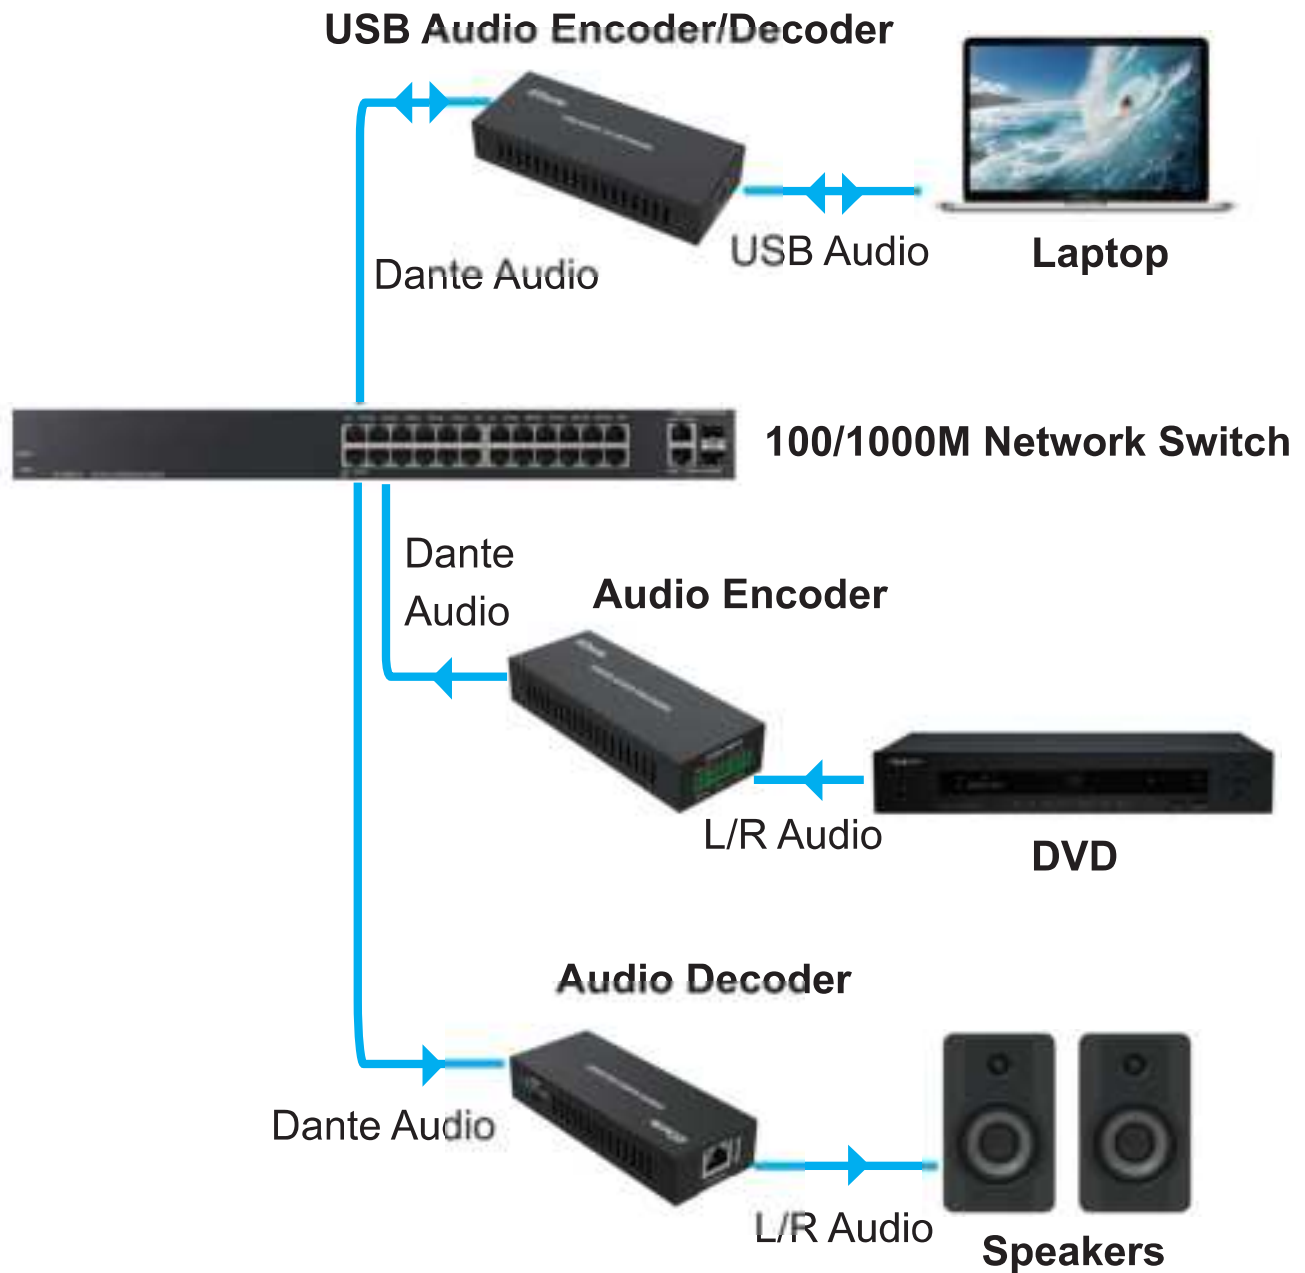 USB Audio Encoder/Decoder
USB Audio
Laptop
Dante Audio
100/1000M Network Switch
Dante
Audio
Audio Encoder
L/R Audio
DVD
Audio Decoder
Dante Audio
L/R Audio
Speakers